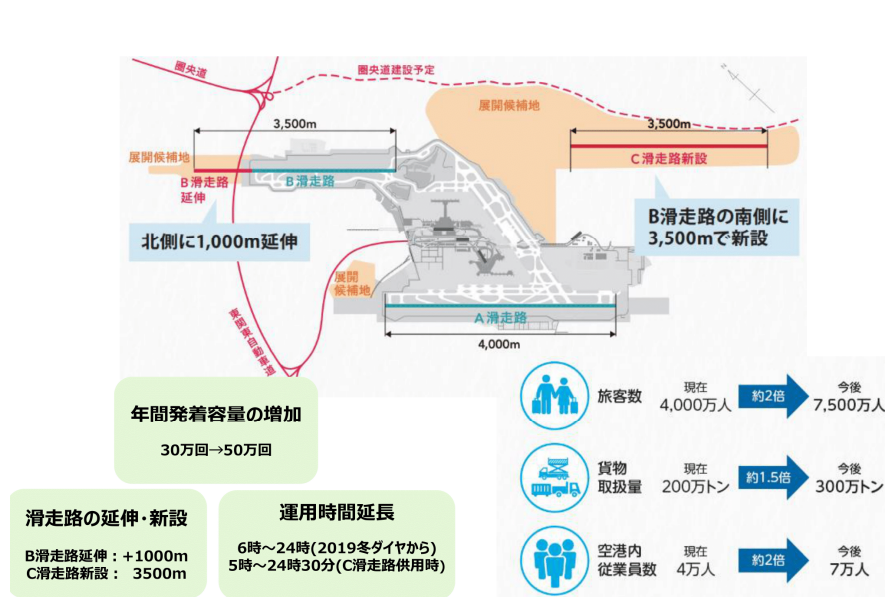 圏央道
圏央道建設予定
N
展開候補地
3,500m
3,500m
展開候補地
C滑走路新設
B滑走路
延伸
B滑走路
北側に1,000m延伸
B滑走路の南側に
3,500mで新設
展開
候補地
A滑走路
4,000m
東関東自動車道
年間発着容量の増加
30万回→50万回
滑走路の延伸・新設
B滑走路延伸：+1000m
C滑走路新設： 3500m
運用時間延長
6時～24時(2019冬ダイヤから)
5時～24時30分(C滑走路供用時)
旅客数
現在
4,000万人
約2倍
今後
7,500万人
貨物
取扱量
現在
200万トン
約1.5倍
今後
300万トン
空港内
従業員数
現在
4万人
約2倍
今後
7万人